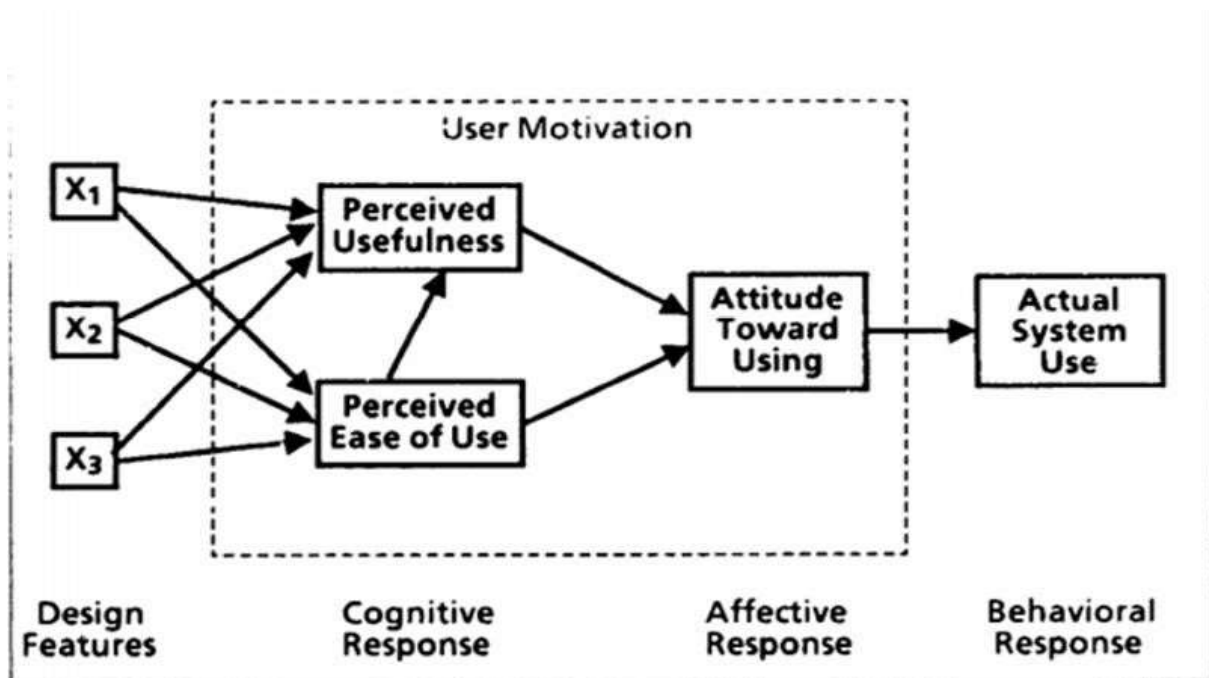 User Motivation
X1
Perceived
Usefulness
X2
Attitude
Toward
Using
Actual
System
Use
Perceived
Ease of Use
X3
Design
Features
Cognitive
Response
Affective
Response
Behavioral
Response